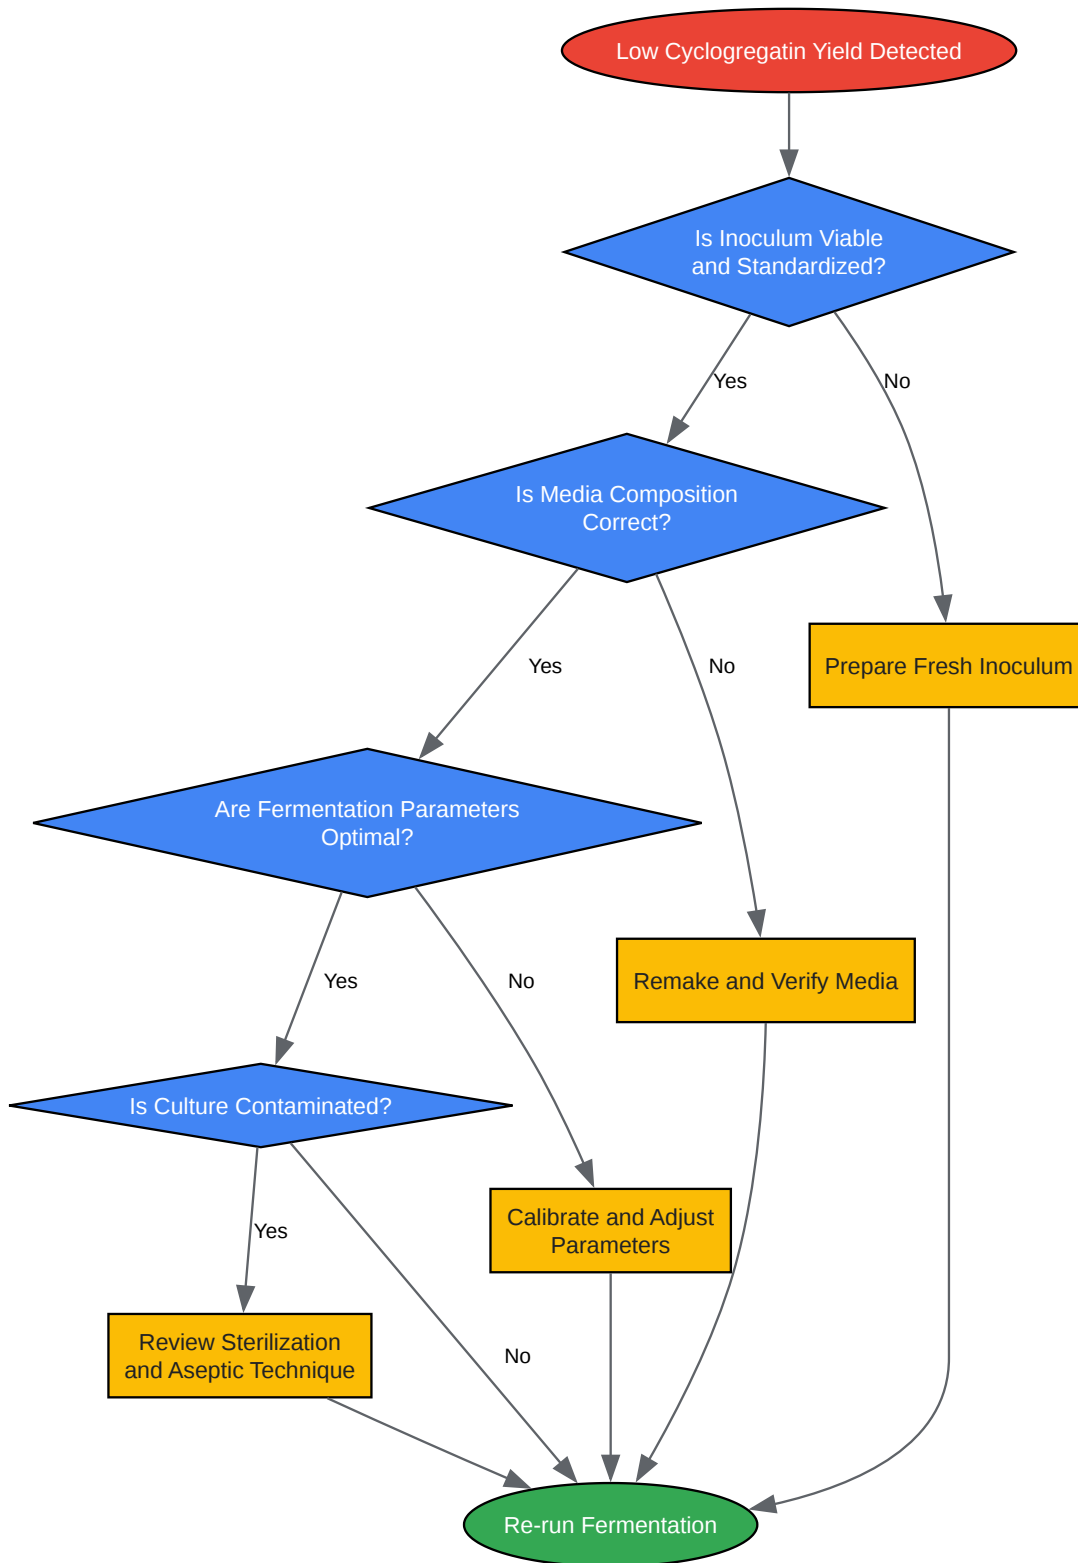 Low Cyclogregatin Yield Detected
Is Inoculum Viable
and Standardized?
Yes
No
Is Media Composition
Correct?
Yes
No
Prepare Fresh Inoculum
Are Fermentation Parameters
Optimal?
Yes
No
Remake and Verify Media
Is Culture Contaminated?
Yes
Calibrate and Adjust
Parameters
Review Sterilization
and Aseptic Technique
No
Re-run Fermentation